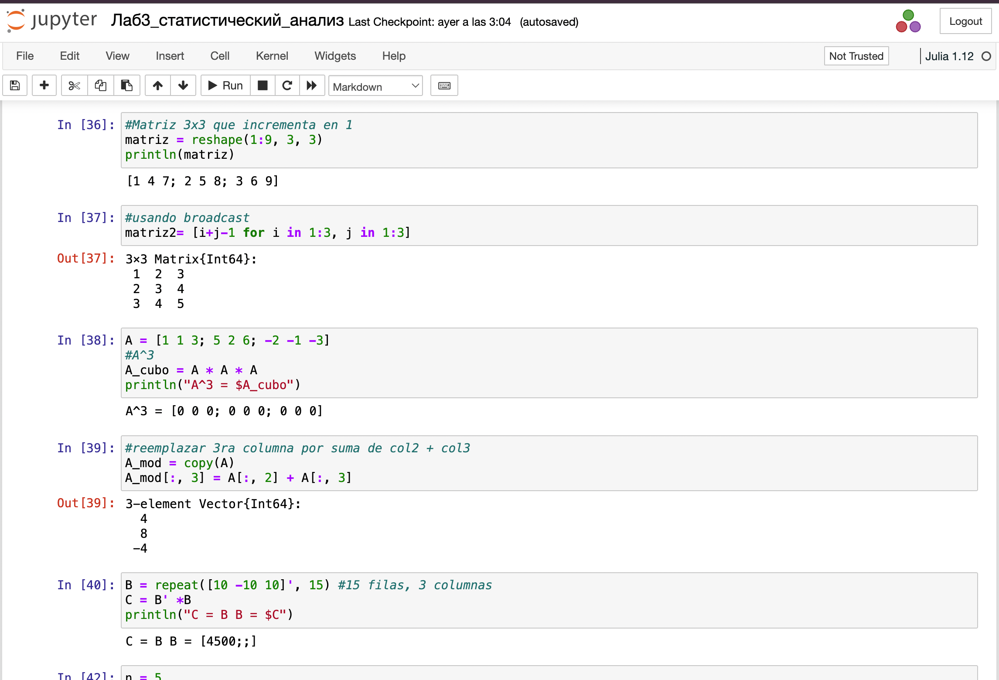 jupyter Лаб3_статистический_анализ Last Checkpoint: ayer a las 3:04 (autosaved) Logout
File Edit View Insert Cell Kernel Widgets Help Not Trusted Julia 1.12
Run Markdown
In [36]: #Matriz 3x3 que incrementa en 1
matriz = reshape(1:9, 3, 3)
println(matriz)
[1 4 7; 2 5 8; 3 6 9]
In [37]: #usando broadcast
matriz2= [i+j-1 for i in 1:3, j in 1:3]
Out[37]: 3×3 Matrix{Int64}:
1 2 3
2 3 4
3 4 5
In [38]: A = [1 1 3; 5 2 6; -2 -1 -3]
#A^3
A_cubo = A * A * A
println("A^3 = $A_cubo")
A^3 = [0 0 0; 0 0 0; 0 0 0]
In [39]: #reemplazar 3ra columna por suma de col2 + col3
A_mod = copy(A)
A_mod[:, 3] = A[:, 2] + A[:, 3]
Out[39]: 3-element Vector{Int64}:
4
8
-4
In [40]: B = repeat([10 -10 10]', 15) #15 filas, 3 columnas
C = B' *B
println("C = B B = $C")
C = B B = [4500;;]
In [42]: n = 5